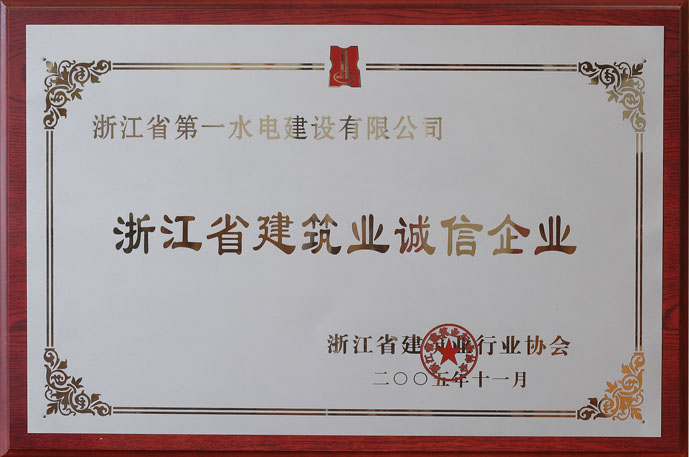 浙江省第一水电建设有限公司
浙江省建筑业诚信企业
浙江省建筑业行业协会
二〇〇五年十一月